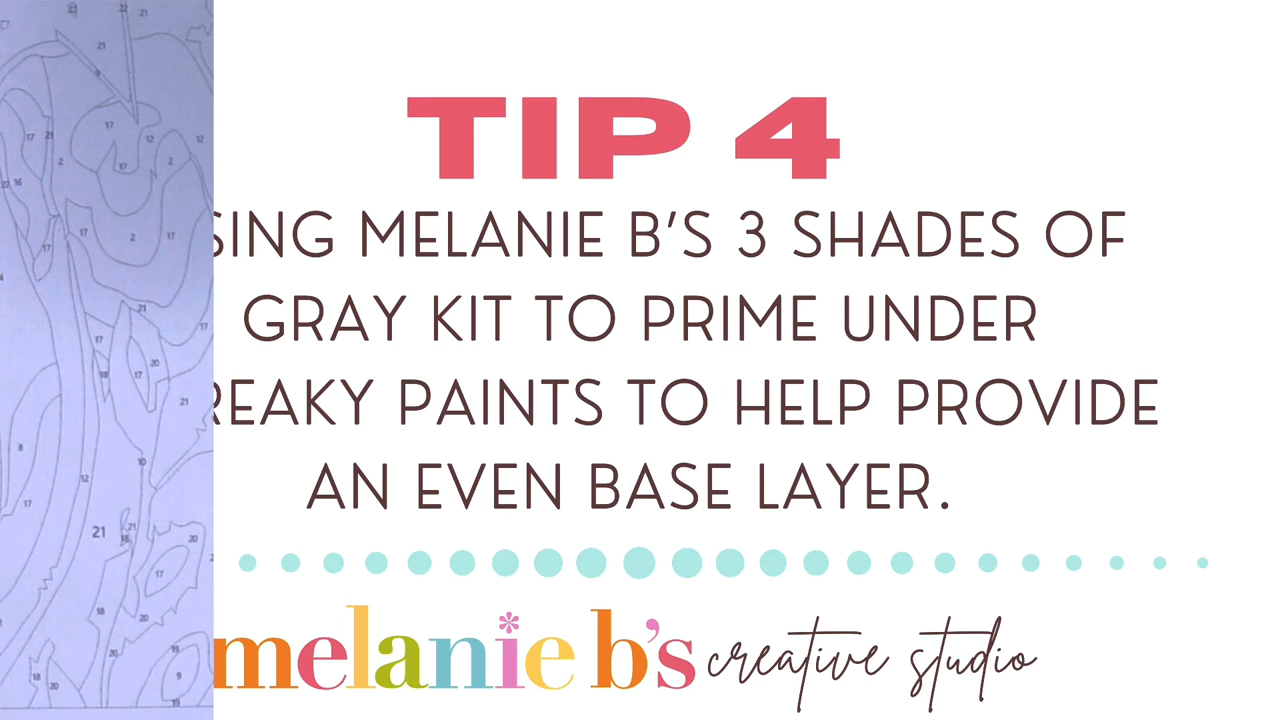 TIP 4
SING MELANIE B'S 3 SHADES OF
GRAY KIT TO PRIME UNDER
REAKY PAINTS TO HELP PROVIDE
AN EVEN BASE LAYER.
melanie b's creative studio